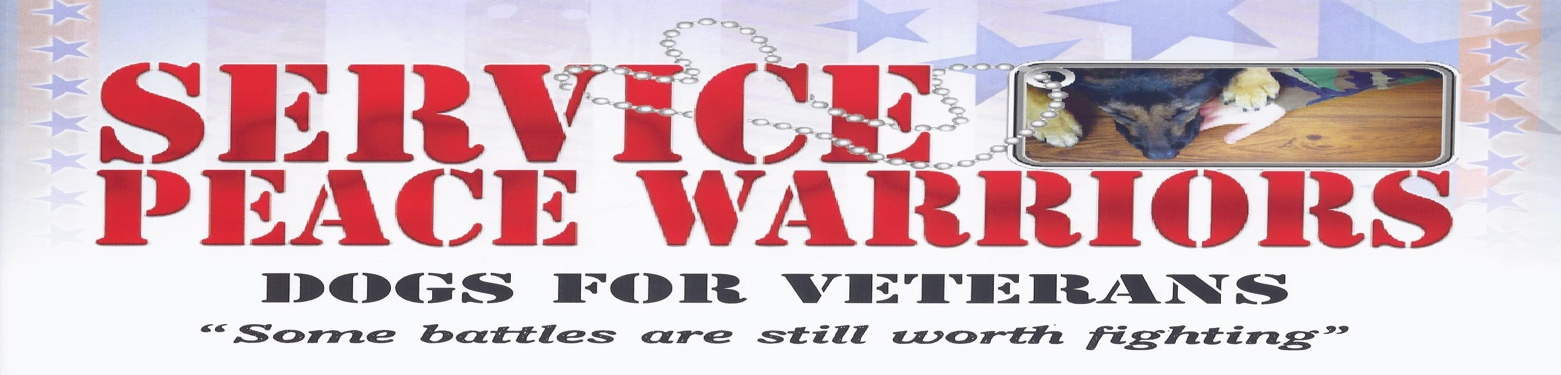 SERVICE
PEACE WARRIORS
DOGS FOR VETERANS
“Some battles are still worth fighting”